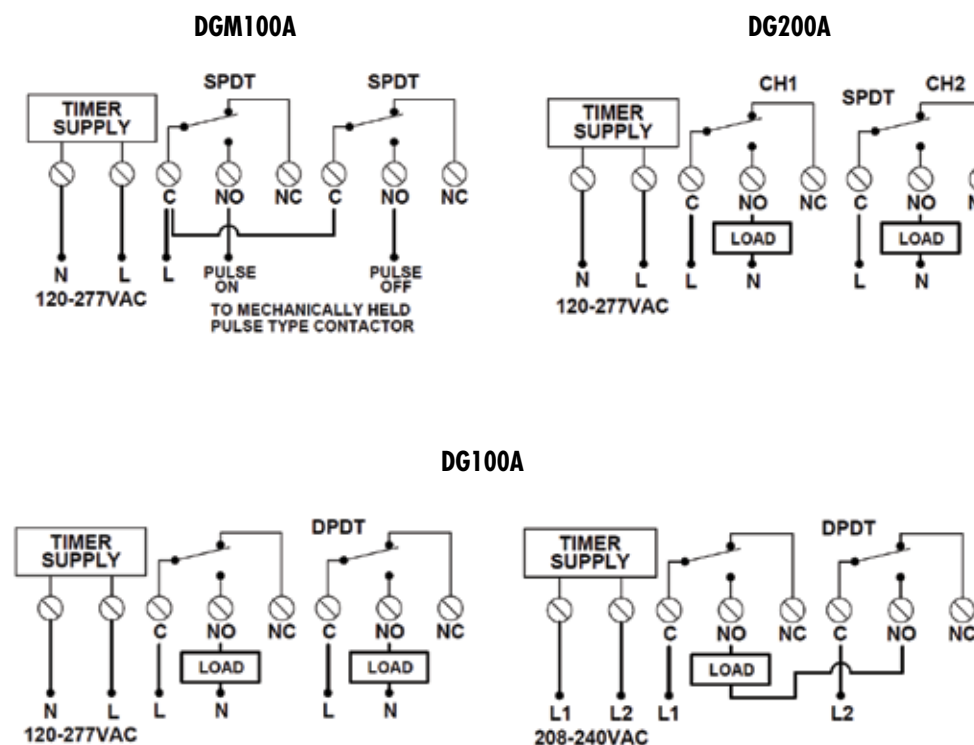 DGM100A
SPDT SPDT
TIMER
SUPPLY
C NO NC C NO NC
N L L PULSE
ON PULSE
OFF
120-277VAC
TO MECHANICALLY HELD
PULSE TYPE CONTACTOR
DG200A
CH1 SPDT CH2
TIMER
SUPPLY
C NO NC C NO
LOAD LOAD
N L L N L N
120-277VAC
DG100A
DPDT
TIMER
SUPPLY
C NO NC C NO NC
LOAD LOAD
N L L N L N
120-277VAC
DPDT
TIMER
SUPPLY
C NO NC C NO NC
LOAD
L1 L2 L1 L2
208-240VAC